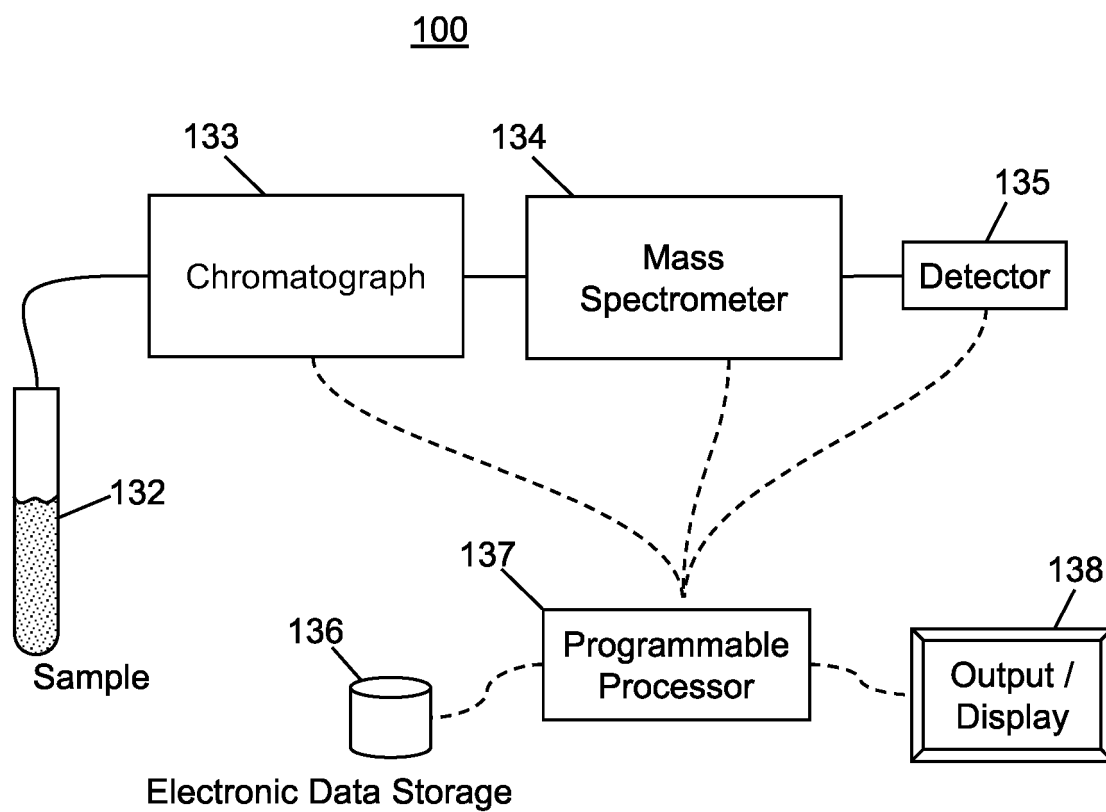 100
133
134
135
Chromatograph
Mass
Spectrometer
Detector
132
Sample
137
138
136
Programmable
Processor
Output /
Display
Electronic Data Storage